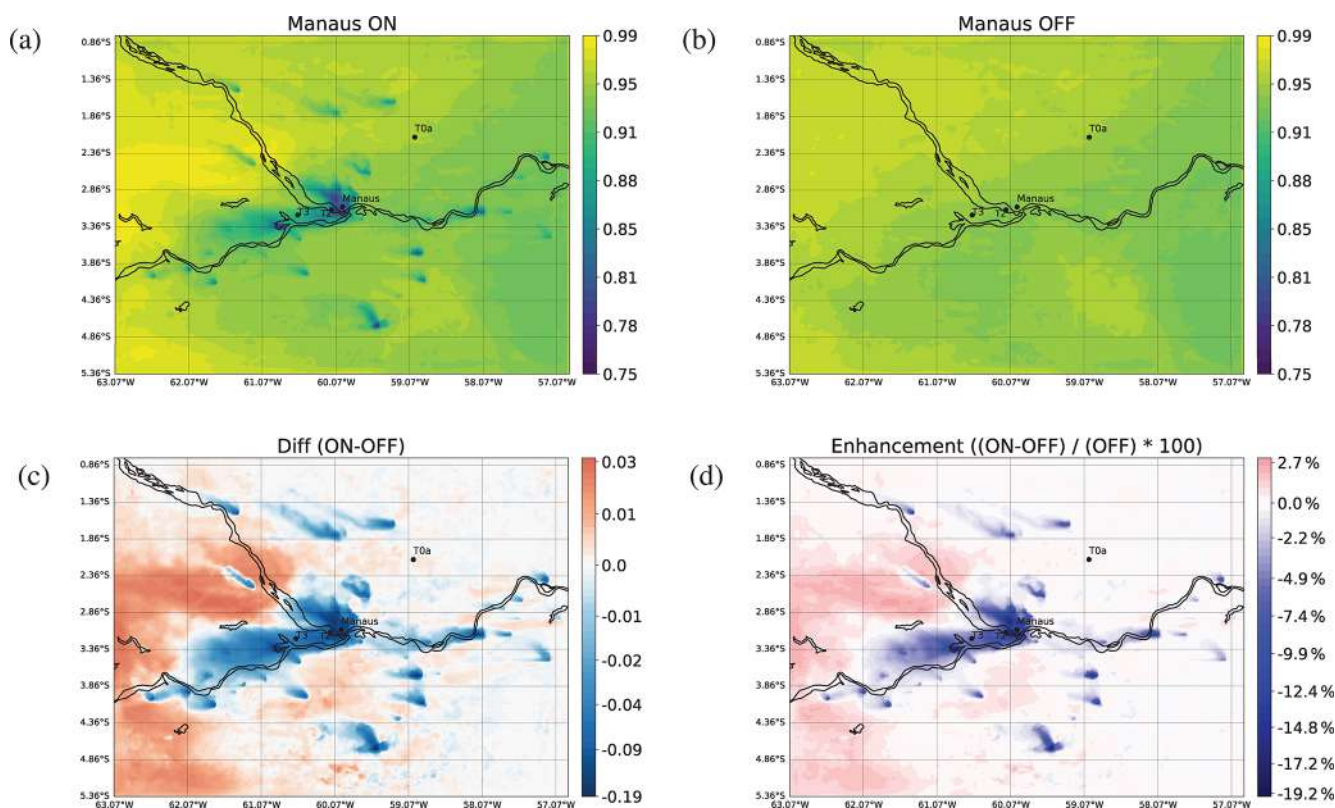 (a)
Manaus ON
0.86°S
1.36°S
1.86°S
2.36°S
2.86°S
3.36°S
3.86°S
4.36°S
4.86°S
5.36°S
63.07°W 62.07°W 61.07°W 60.07°W 59.07°W 58.07°W 57.07°W
T0a
Manaus
T3 T2
0.99
0.95
0.91
0.88
0.85
0.81
0.78
0.75
(b)
Manaus OFF
0.86°S
1.36°S
1.86°S
2.36°S
2.86°S
3.36°S
3.86°S
4.36°S
4.86°S
5.36°S
63.07°W 62.07°W 61.07°W 60.07°W 59.07°W 58.07°W 57.07°W
T0a
Manaus
T3 T2
0.99
0.95
0.91
0.88
0.85
0.81
0.78
0.75
(c)
Diff (ON-OFF)
0.86°S
1.36°S
1.86°S
2.36°S
2.86°S
3.36°S
3.86°S
4.36°S
4.86°S
5.36°S
63.07°W 62.07°W 61.07°W 60.07°W 59.07°W 58.07°W 57.07°W
T0a
Manaus
T3
0.03
0.01
0.0
-0.01
-0.02
-0.04
-0.09
-0.19
(d)
Enhancement ((ON-OFF) / (OFF) * 100)
0.86°S
1.36°S
1.86°S
2.36°S
2.86°S
3.36°S
3.86°S
4.36°S
4.86°S
5.36°S
63.07°W 62.07°W 61.07°W 60.07°W 59.07°W 58.07°W 57.07°W
T0a
Manaus
T3
2.7 %
0.0 %
-2.2 %
-4.9 %
-7.4 %
-9.9 %
-12.4 %
-14.8 %
-17.1 %
-19.2 %